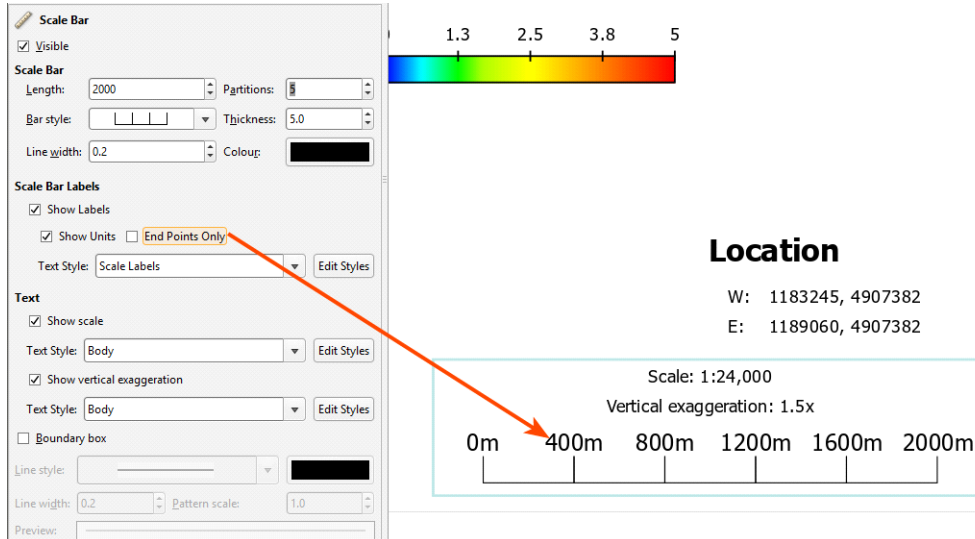 Scale Bar
Visible
Scale Bar
Length: 2000 Partitions: 5
Bar style: Thickness: 5.0
Line width: 0.2 Colour:
Scale Bar Labels
Show Labels
Show Units End Points Only
Text Style: Scale Labels Edit Styles
Text
Show scale
Text Style: Body Edit Styles
Show vertical exaggeration
Text Style: Body Edit Styles
Boundary box
Line style:
Line width: 0.2 Pattern scale: 1.0
Preview:
1.3 2.5 3.8 5
Location
W: 1183245, 4907382
E: 1189060, 4907382
Scale: 1:24,000
Vertical exaggeration: 1.5x
0m 400m 800m 1200m 1600m 2000m